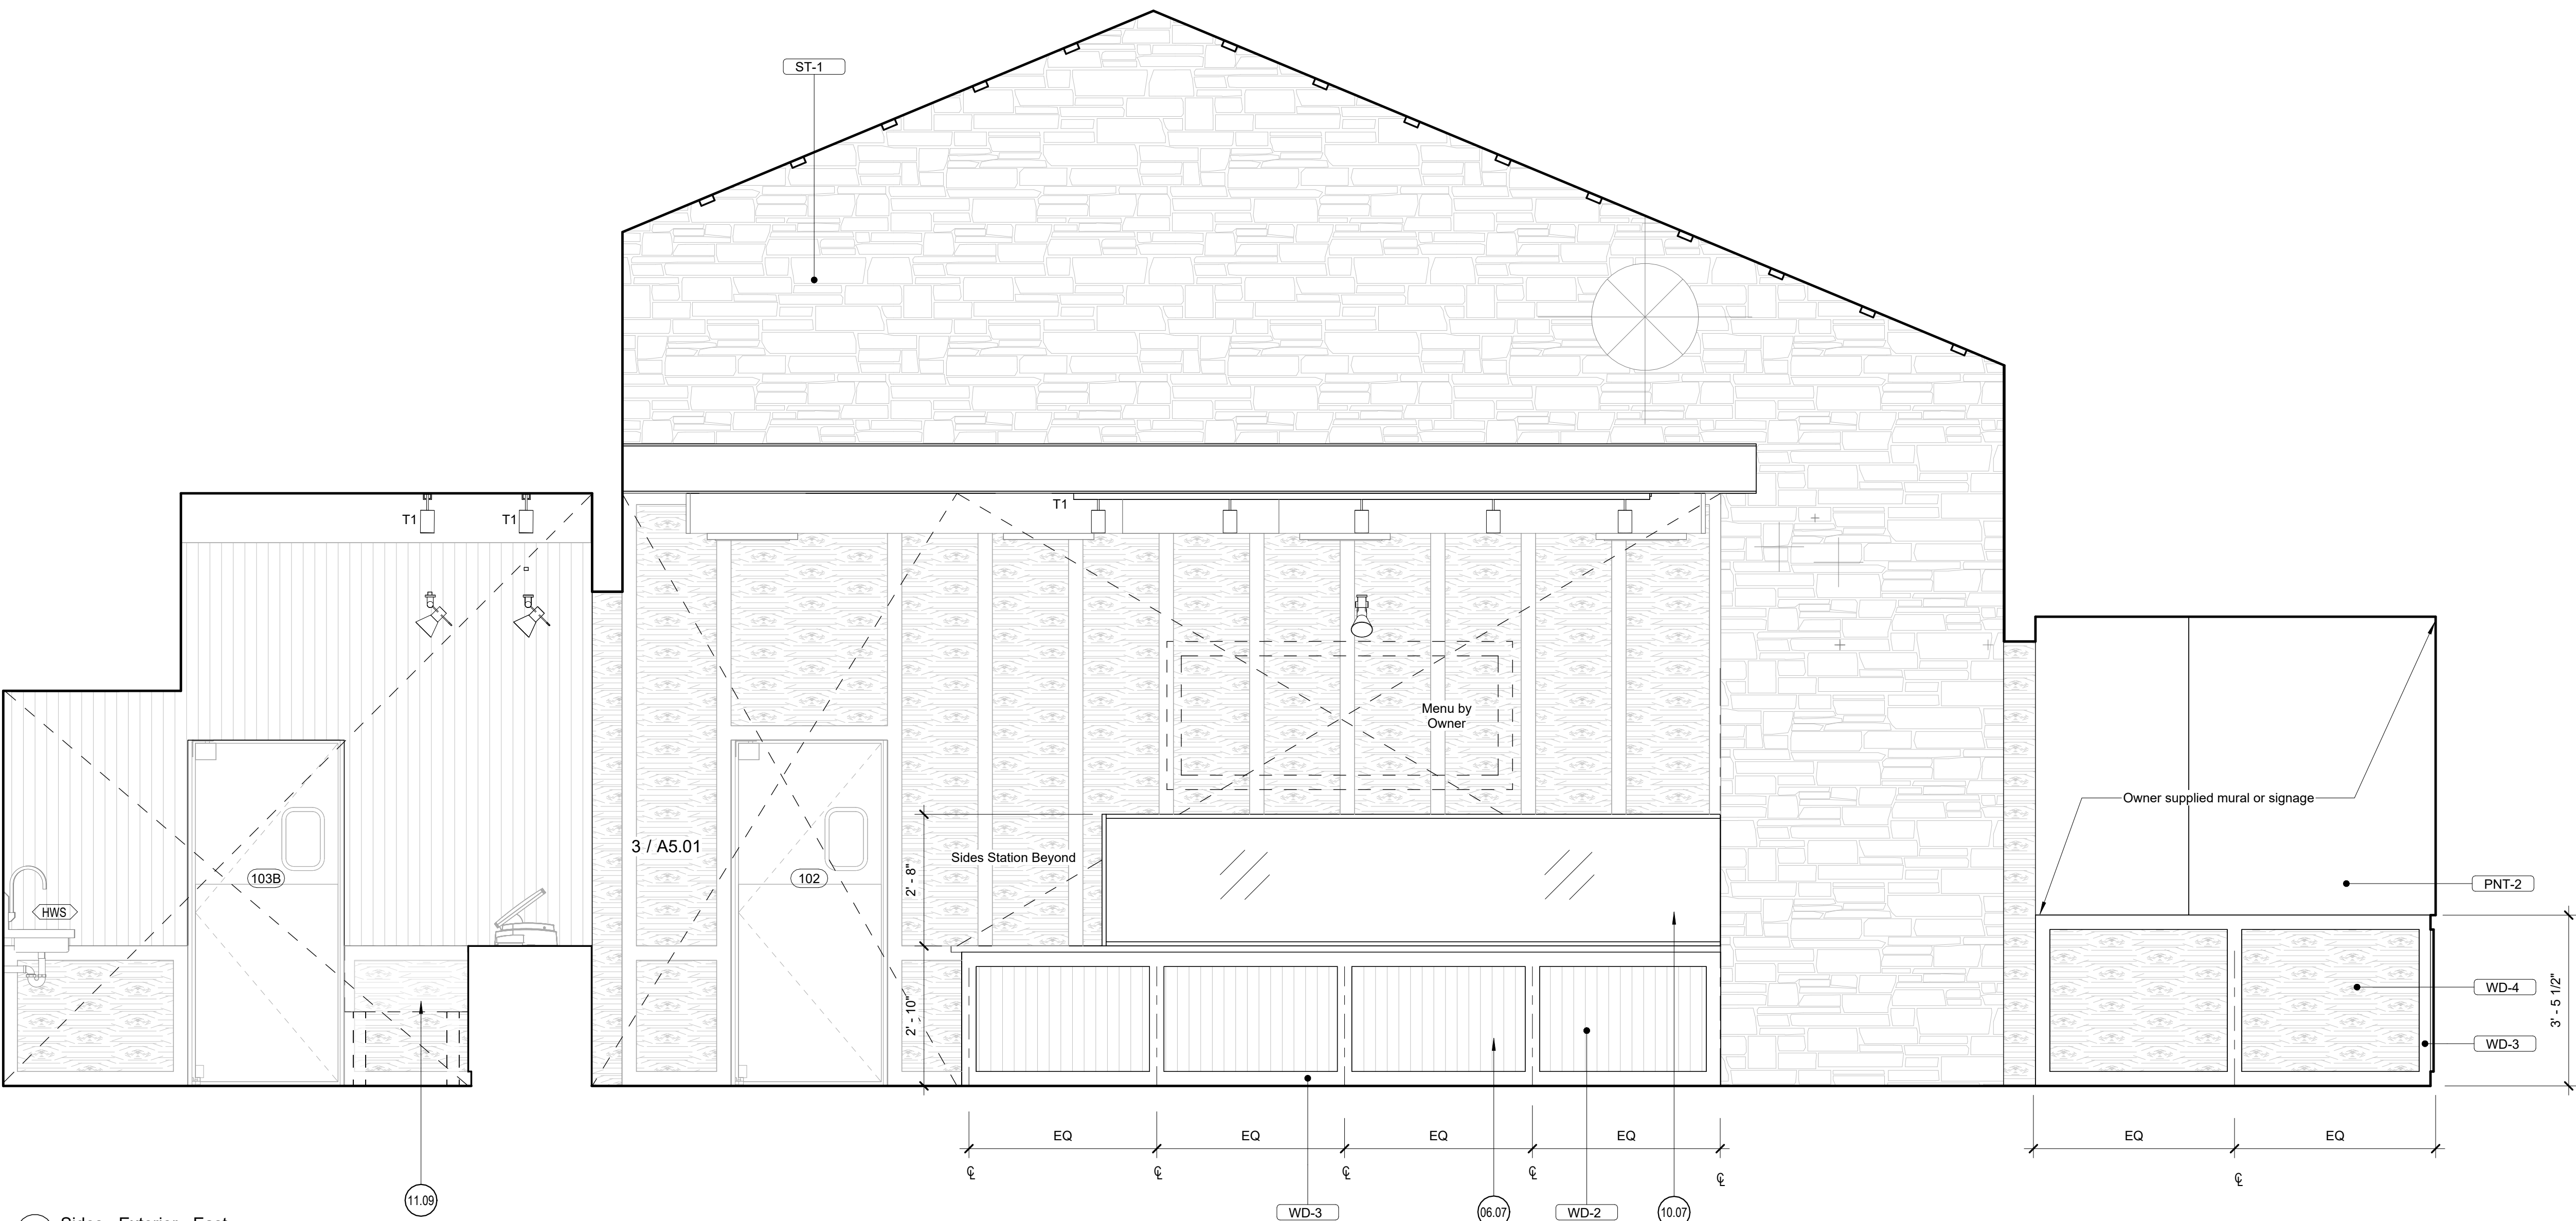 ST-1
T1
T1
T1
Menu by
Owner
Owner supplied mural or signage
3 / A5.01
Sides Station Beyond
2' - 8"
103B
102
HWS
PNT-2
WD-4
WD-3
3' - 5 1/2"
2' - 10"
EQ
EQ
EQ
EQ
EQ
EQ
℄
℄
℄
℄
℄
℄
11.09
WD-3
06.07
WD-2
10.07